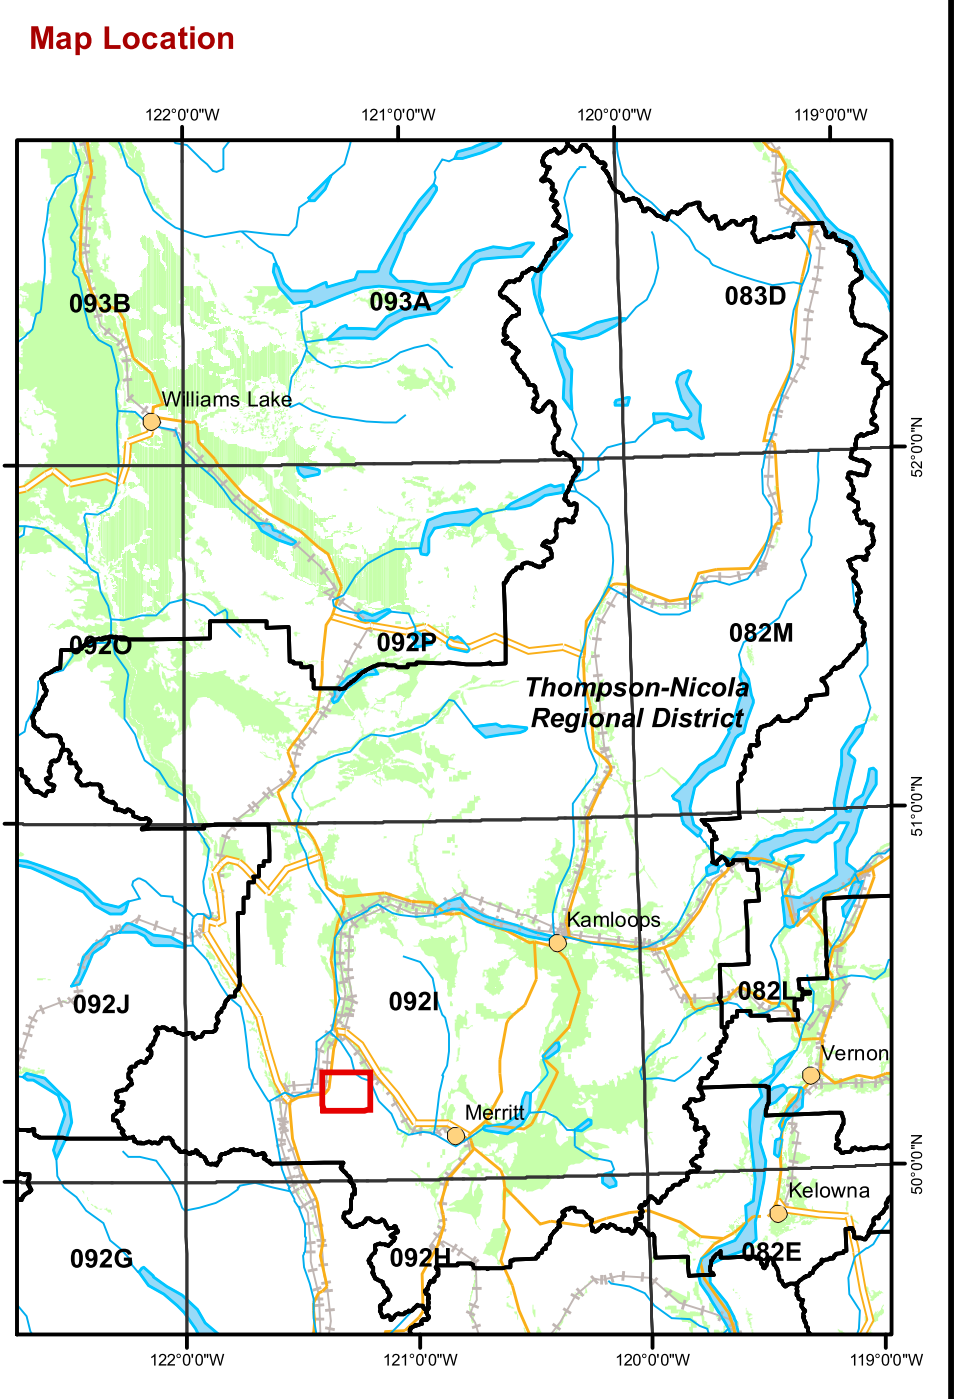 Map Location
122°0'0"W
121°0'0"W
120°0'0"W
119°0'0"W
093B
093A
083D
Williams Lake
52°0'0"N
092O
092P
082M
Thompson-Nicola
Regional District
51°0'0"N
Kamloops
092J
092I
082L
Vernon
Merritt
50°0'0"N
Kelowna
092G
092H
082E
122°0'0"W
121°0'0"W
120°0'0"W
119°0'0"W